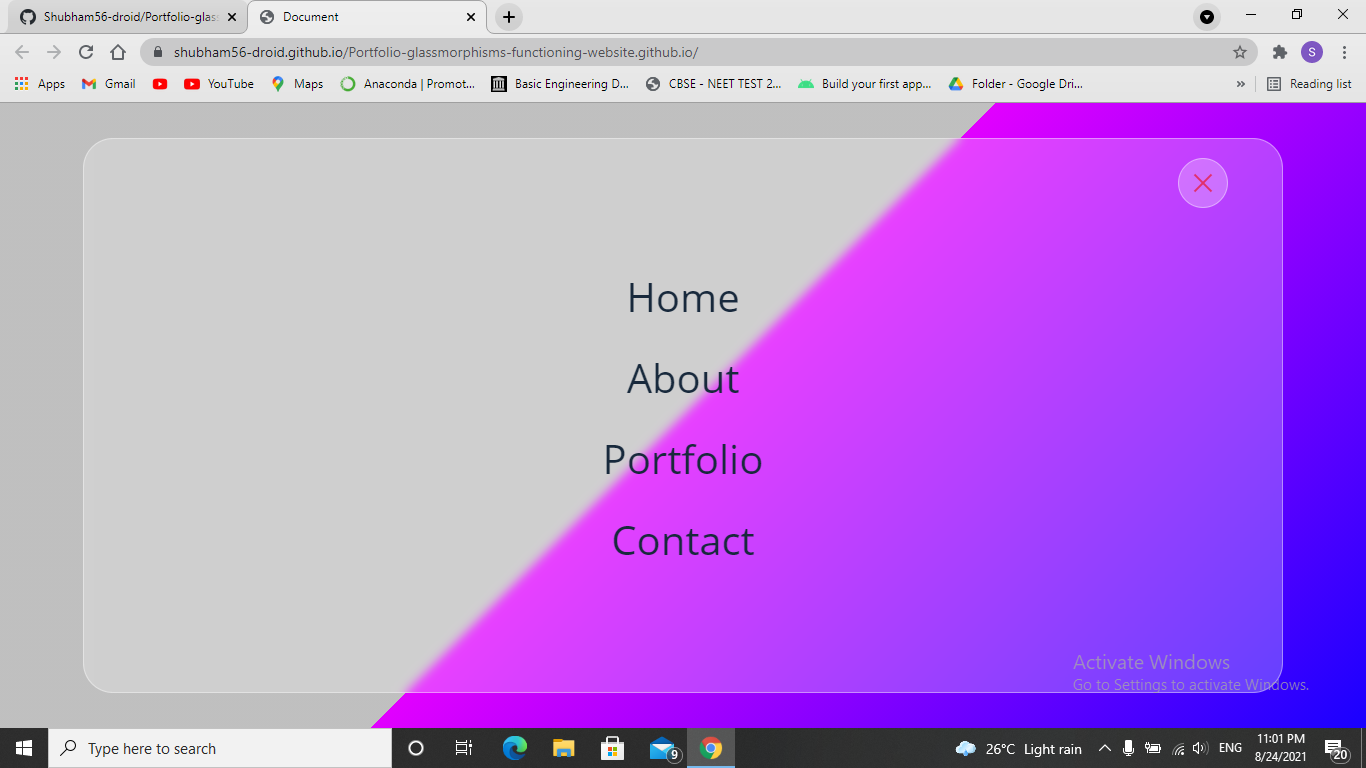 Shubham56-droid/Portfolio-glas
Document
shubham56-droid.github.io/Portfolio-glassmorphisms-functioning-website.github.io/
S
Apps
Gmail
YouTube
Maps
Anaconda | Promot...
Basic Engineering D...
CBSE - NEET TEST 2...
Build your first app...
Folder - Google Dri...
»
Reading list
Home
About
Portfolio
Contact
Activate Windows
Go to Settings to activate Windows.
Type here to search
9
26°C Light rain
ENG
11:01 PM
8/24/2021
20